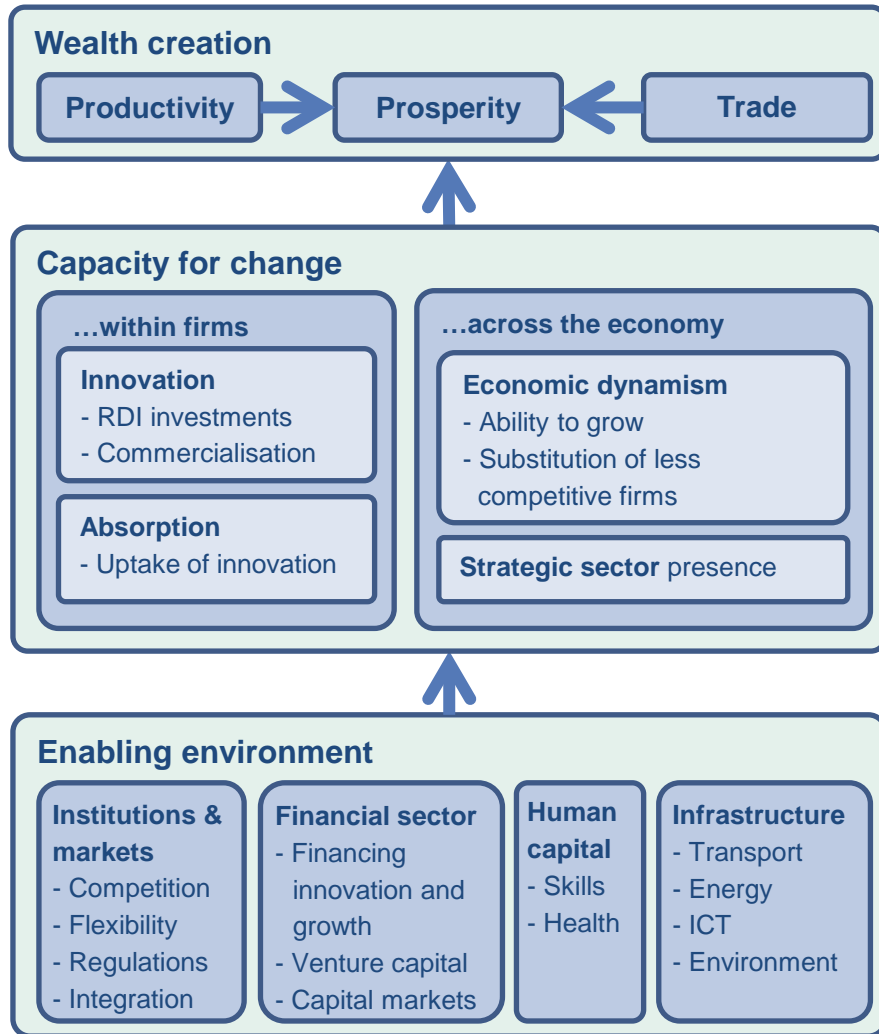 Wealth creation
Productivity
Prosperity
Trade
Capacity for change
...within firms
Innovation
- RDI investments
- Commercialisation
Absorption
- Uptake of innovation
...across the economy
Economic dynamism
- Ability to grow
- Substitution of less
competitive firms
Strategic sector presence
Enabling environment
Institutions &
markets
- Competition
- Flexibility
- Regulations
- Integration
Financial sector
- Financing
innovation and
growth
- Venture capital
- Capital markets
Human
capital
- Skills
- Health
Infrastructure
- Transport
- Energy
- ICT
- Environment